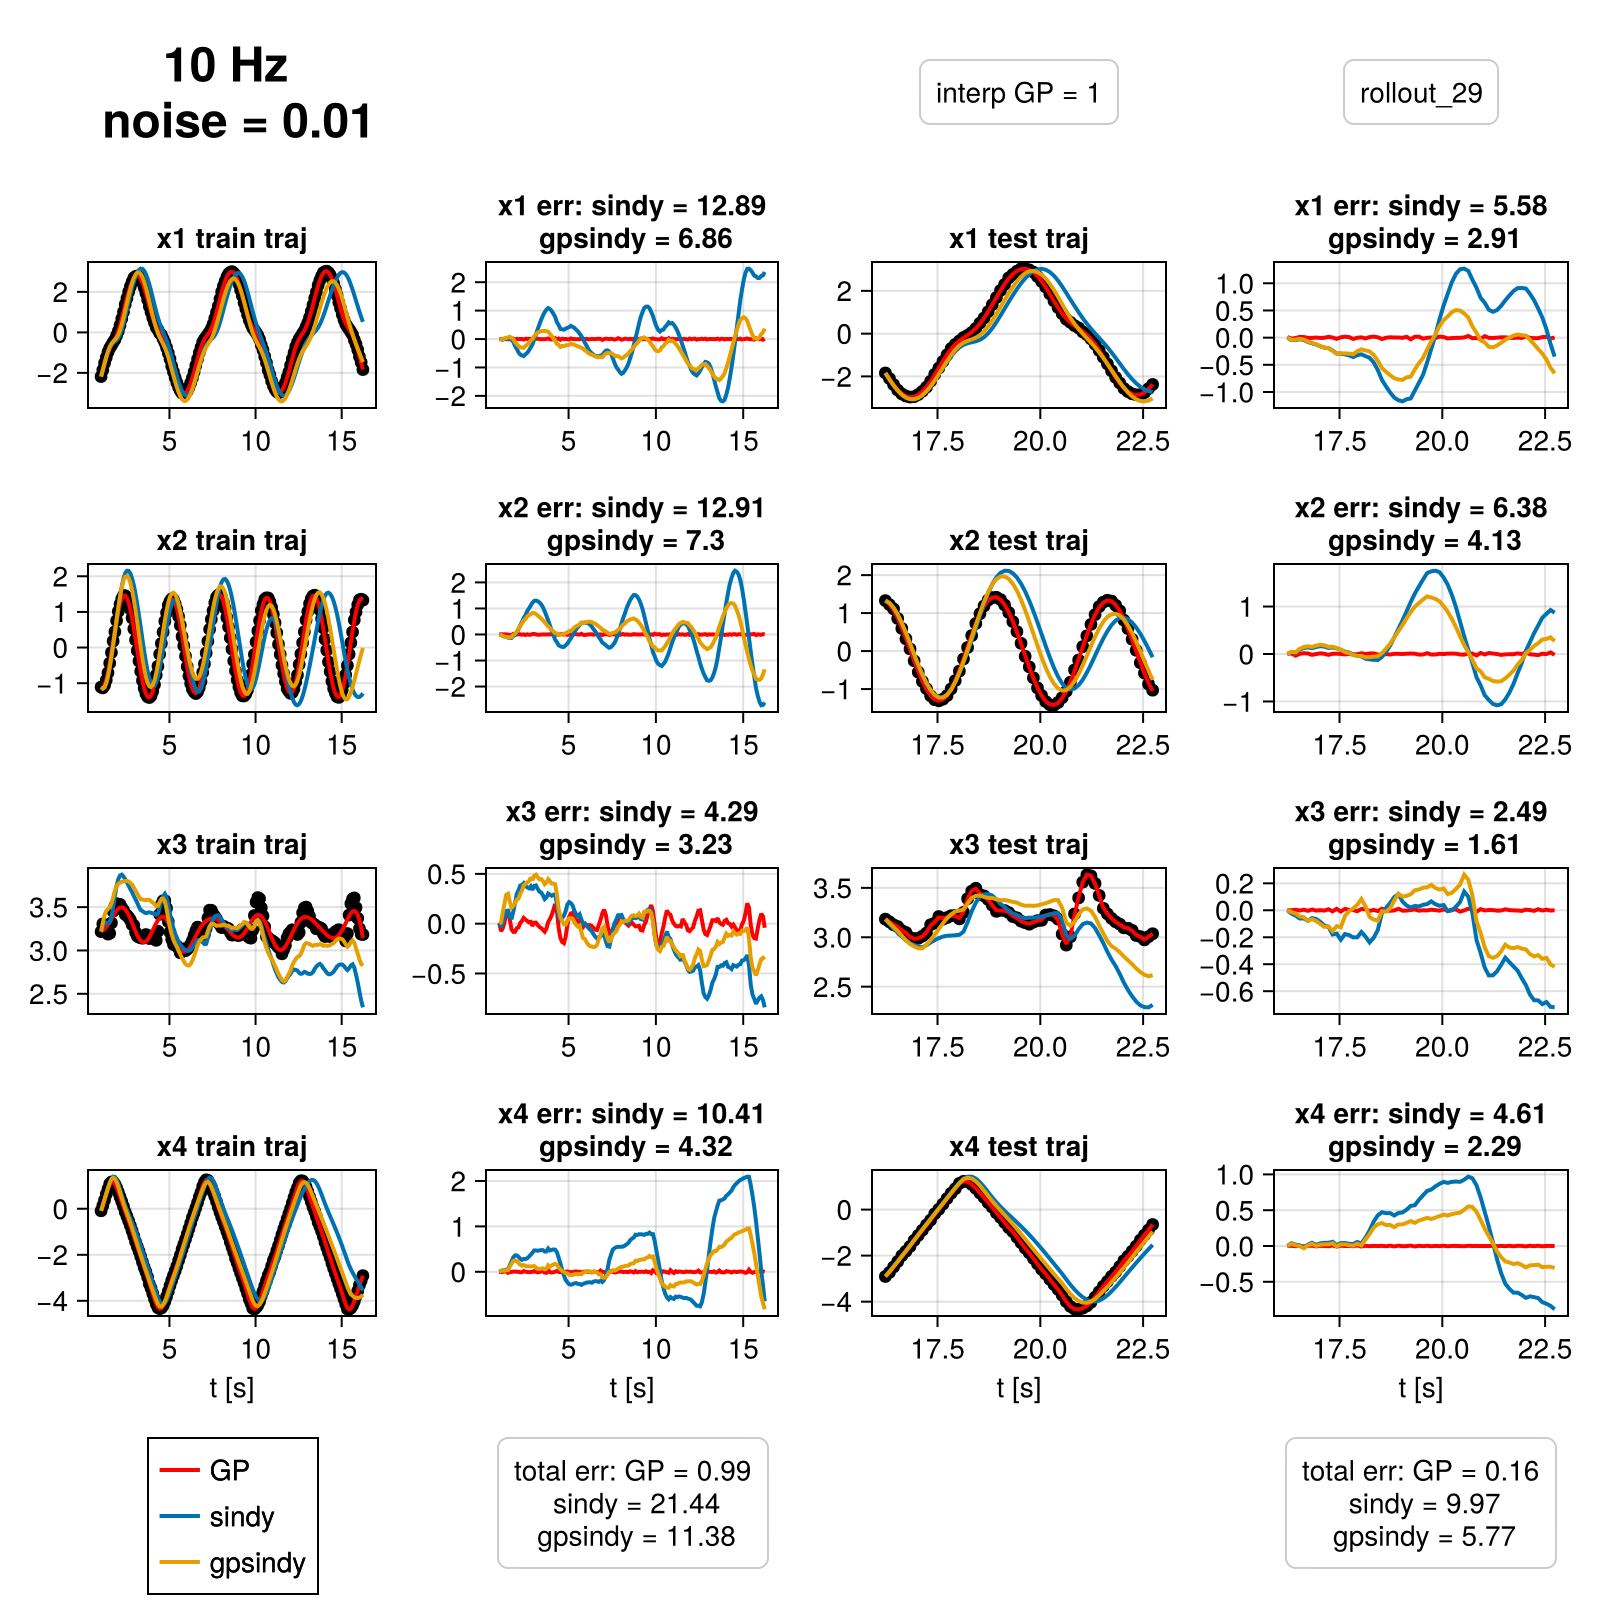 10 Hz
noise = 0.01
interp GP = 1
rollout_29
x1 train traj
2
0
−2
5
10
15
x1 err: sindy = 12.89
gpsindy = 6.86
2
1
0
−1
−2
5
10
15
x1 test traj
2
0
−2
17.5
20.0
22.5
x1 err: sindy = 5.58
gpsindy = 2.91
1.0
0.5
0.0
−0.5
−1.0
17.5
20.0
22.5
x2 train traj
2
1
0
−1
5
10
15
x2 err: sindy = 12.91
gpsindy = 7.3
2
1
0
−1
−2
5
10
15
x2 test traj
2
1
0
−1
17.5
20.0
22.5
x2 err: sindy = 6.38
gpsindy = 4.13
1
0
−1
17.5
20.0
22.5
x3 train traj
3.5
3.0
2.5
5
10
15
x3 err: sindy = 4.29
gpsindy = 3.23
0.5
0.0
−0.5
5
10
15
x3 test traj
3.5
3.0
2.5
17.5
20.0
22.5
x3 err: sindy = 2.49
gpsindy = 1.61
0.2
0.0
−0.2
−0.4
−0.6
17.5
20.0
22.5
x4 train traj
0
−2
−4
5
10
15
t [s]
x4 err: sindy = 10.41
gpsindy = 4.32
2
1
0
5
10
15
t [s]
x4 test traj
0
−2
−4
17.5
20.0
22.5
t [s]
x4 err: sindy = 4.61
gpsindy = 2.29
1.0
0.5
0.0
−0.5
17.5
20.0
22.5
t [s]
GP
sindy
gpsindy
total err: GP = 0.99
sindy = 21.44
gpsindy = 11.38
total err: GP = 0.16
sindy = 9.97
gpsindy = 5.77